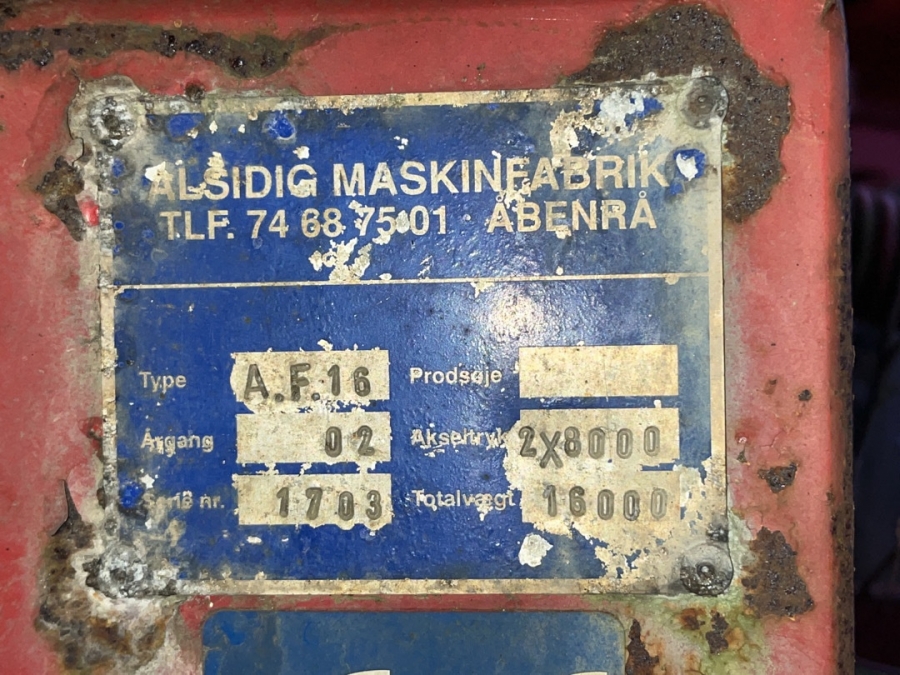 ALSIDIG MASKINFABRIK
TLF. 74 68 75 01 ÅBENRÅ
Type A.F.16 Prodsøje
Årgang 02 Akseltryk 2X8000
Serie nr. 1703 Totalvægt 16000